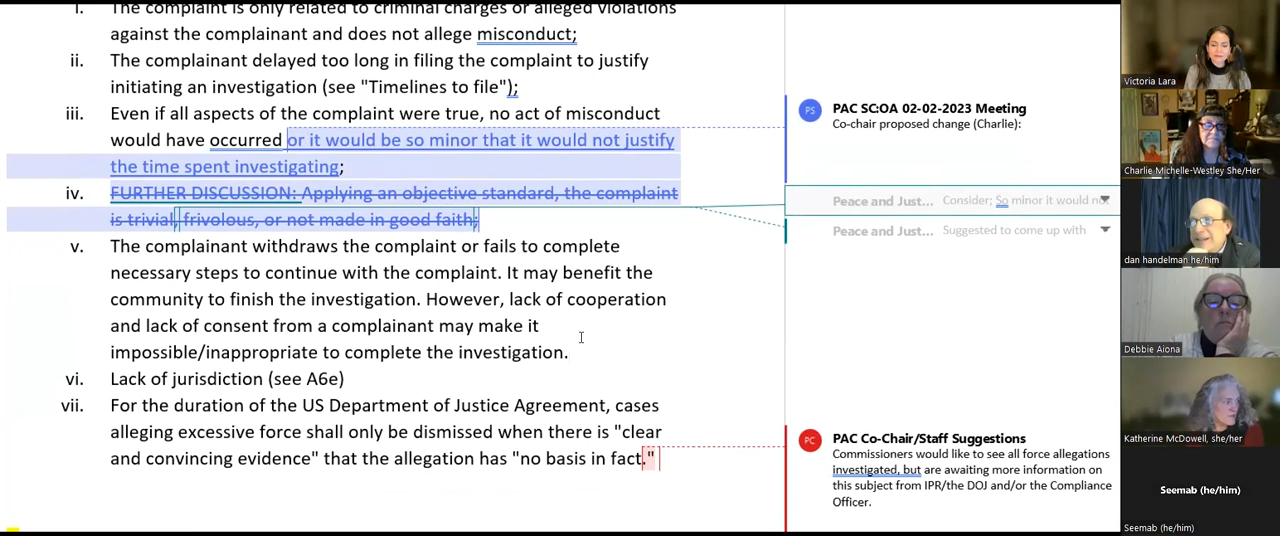 i. The complaint is only related to criminal charges or alleged violations
against the complainant and does not allege misconduct;
ii. The complainant delayed too long in filing the complaint to justify
initiating an investigation (see "Timelines to file");
iii. Even if all aspects of the complaint were true, no act of misconduct
would have occurred or it would be so minor that it would not justify
the time spent investigating;
iv. FURTHER DISCUSSION: Applying an objective standard, the complaint
is trivial, frivolous, or not made in good faith;
v. The complainant withdraws the complaint or fails to complete
necessary steps to continue with the complaint. It may benefit the
community to finish the investigation. However, lack of cooperation
and lack of consent from a complainant may make it
impossible/inappropriate to complete the investigation.
vi. Lack of jurisdiction (see A6e)
vii. For the duration of the US Department of Justice Agreement, cases
alleging excessive force shall only be dismissed when there is "clear
and convincing evidence" that the allegation has "no basis in fact."
PS PAC SC:OA 02-02-2023 Meeting
Co-chair proposed change (Charlie):
Peace and Just... Consider; So minor it would not
Peace and Just... Suggested to come up with
PC PAC Co-Chair/Staff Suggestions
Commissioners would like to see all force allegations
investigated, but are awaiting more information on
this subject from IPR/the DOJ and/or the Compliance
Officer.
Victoria Lara
Charlie Michelle-Westley She/Her
dan handelman he/him
Debbie Aiona
Katherine McDowell, she/her
Seemab (he/him)
Seemab (he/him)